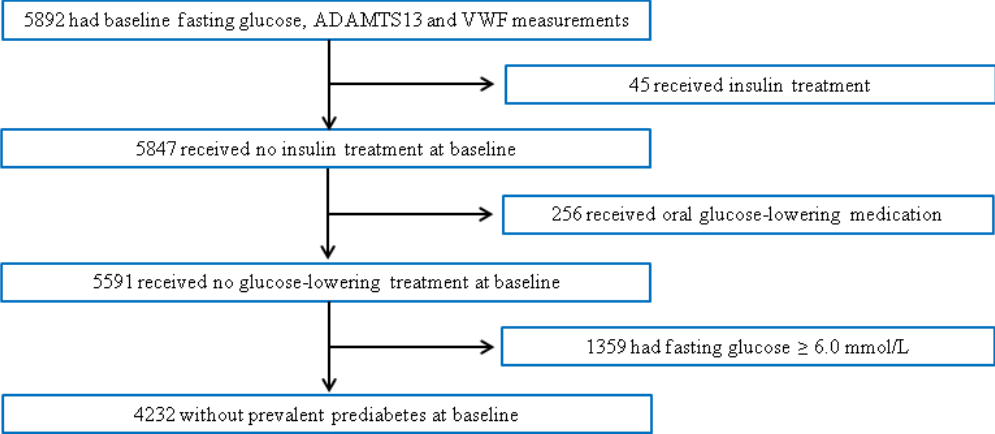 5892 had baseline fasting glucose, ADAMTS13 and VWF measurements
45 received insulin treatment
5847 received no insulin treatment at baseline
256 received oral glucose-lowering medication
5591 received no glucose-lowering treatment at baseline
1359 had fasting glucose ≥ 6.0 mmol/L
4232 without prevalent prediabetes at baseline